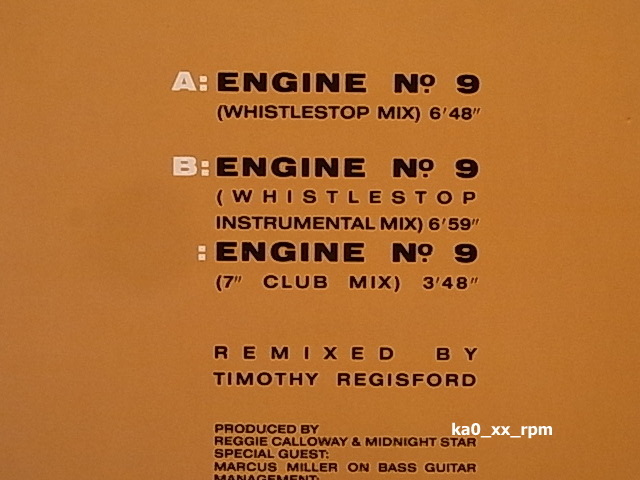 A: ENGINE Nº 9
(WHISTLESTOP MIX) 6'48"
B: ENGINE Nº 9
(WHISTLESTOP
INSTRUMENTAL MIX) 6'59"
: ENGINE Nº 9
(7" CLUB MIX) 3'48"
REMIXED BY
TIMOTHY REGISFORD
PRODUCED BY
REGGIE CALLOWAY & MIDNIGHT STAR
SPECIAL GUEST:
MARCUS MILLER ON BASS GUITAR
MANAGEMENT:
ka0_xx_rpm